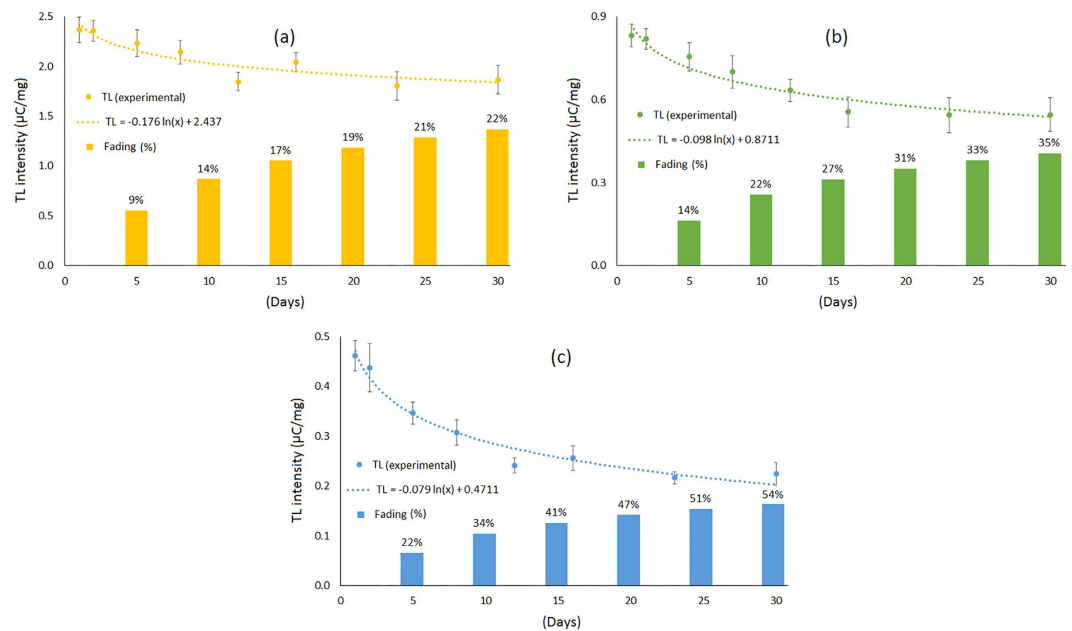 (a)
TL intensity (μC/mg)
2.5
2.0
1.5
1.0
0.5
0.0
TL (experimental)
TL = -0.176 ln(x) + 2.437
Fading (%)
9%
14%
17%
19%
21%
22%
0 5 10 15 20 25 30
(Days)
(b)
TL intensity (μC/mg)
0.9
0.6
0.3
0.0
TL (experimental)
TL = -0.098 ln(x) + 0.8711
Fading (%)
14%
22%
27%
31%
33%
35%
0 5 10 15 20 25 30
(Days)
(c)
TL intensity (μC/mg)
0.5
0.4
0.3
0.2
0.1
0.0
TL (experimental)
TL = -0.079 ln(x) + 0.4711
Fading (%)
22%
34%
41%
47%
51%
54%
0 5 10 15 20 25 30
(Days)